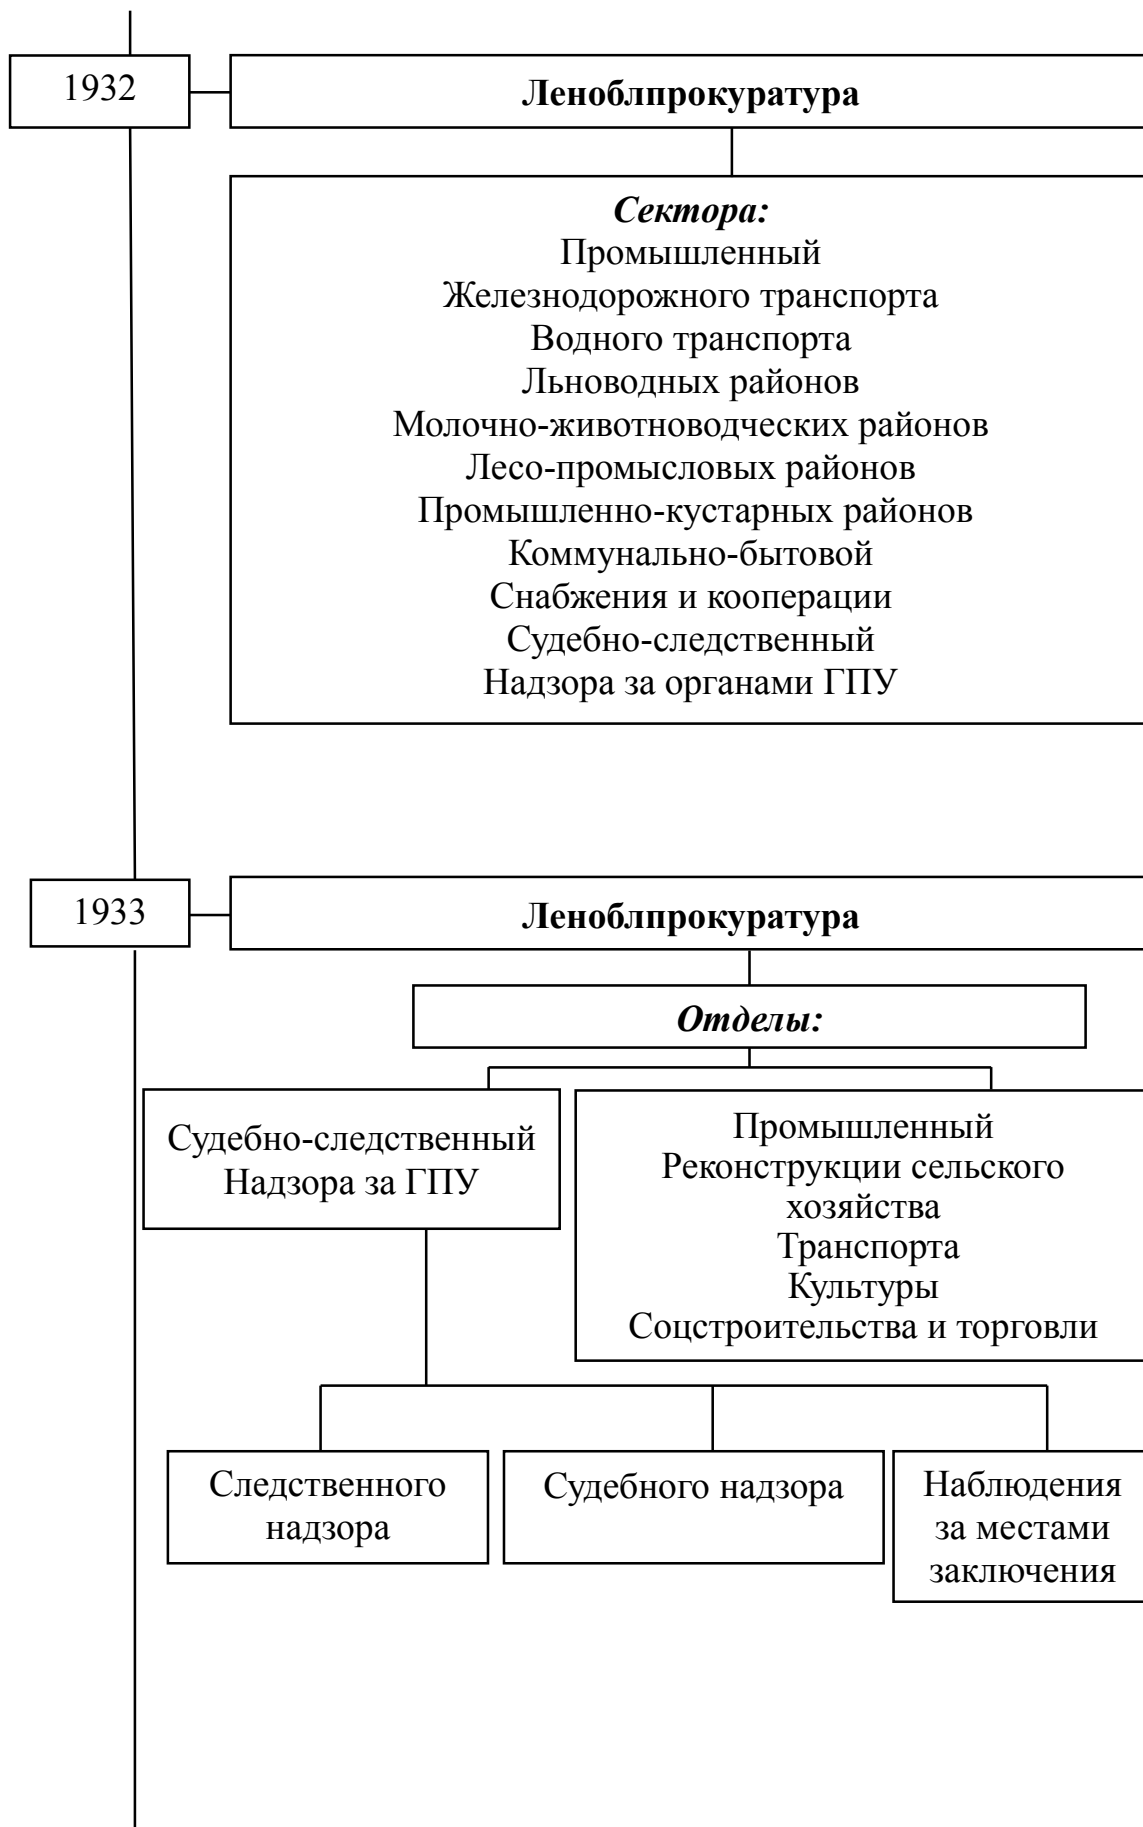 1932
Леноблпрокуратура
Сектора:
Промышленный
Железнодорожного транспорта
Водного транспорта
Льноводных районов
Молочно-животноводческих районов
Лесо-промысловых районов
Промышленно-кустарных районов
Коммунально-бытовой
Снабжения и кооперации
Судебно-следственный
Надзора за органами ГПУ
1933
Леноблпрокуратура
Отделы:
Судебно-следственный
Надзора за ГПУ
Промышленный
Реконструкции сельского
хозяйства
Транспорта
Культуры
Соцстроительства и торговли
Следственного
надзора
Судебного надзора
Наблюдения
за местами
заключения